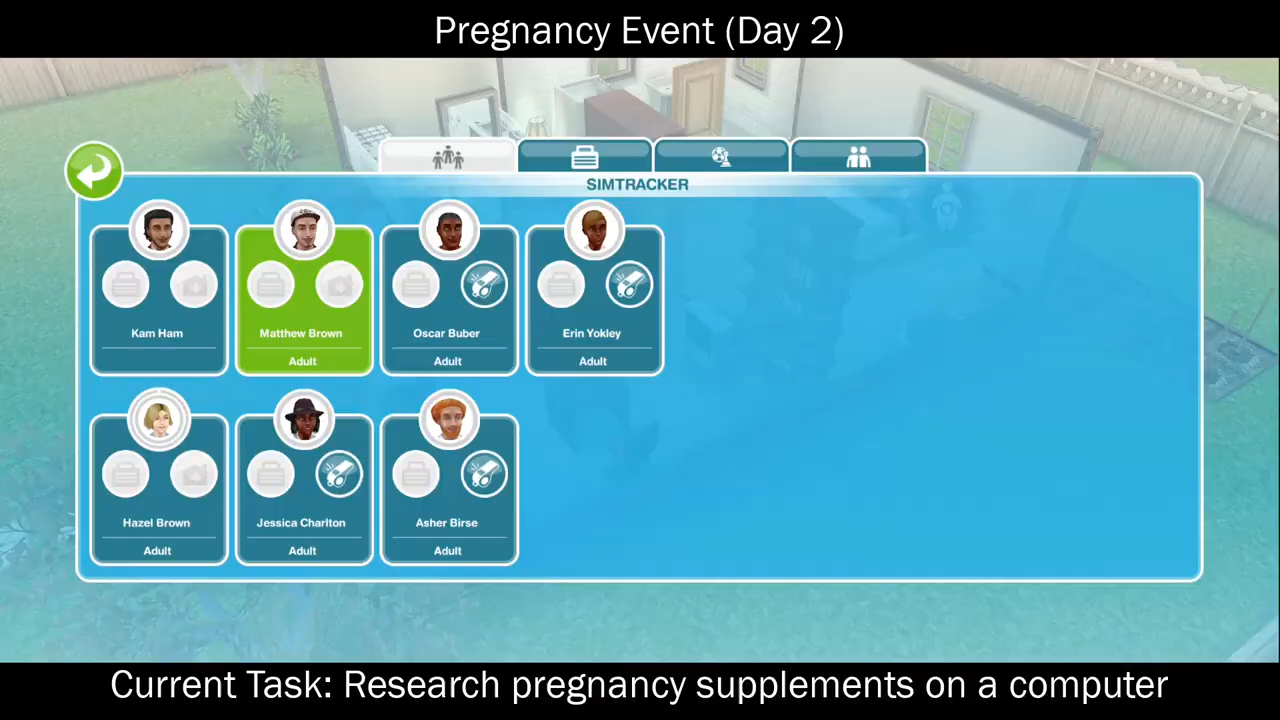 Pregnancy Event (Day 2)
SIMTRACKER
Kam Ham
Matthew Brown
Adult
Oscar Buber
Adult
Erin Yokley
Adult
Hazel Brown
Adult
Jessica Charlton
Adult
Asher Birse
Adult
Current Task: Research pregnancy supplements on a computer